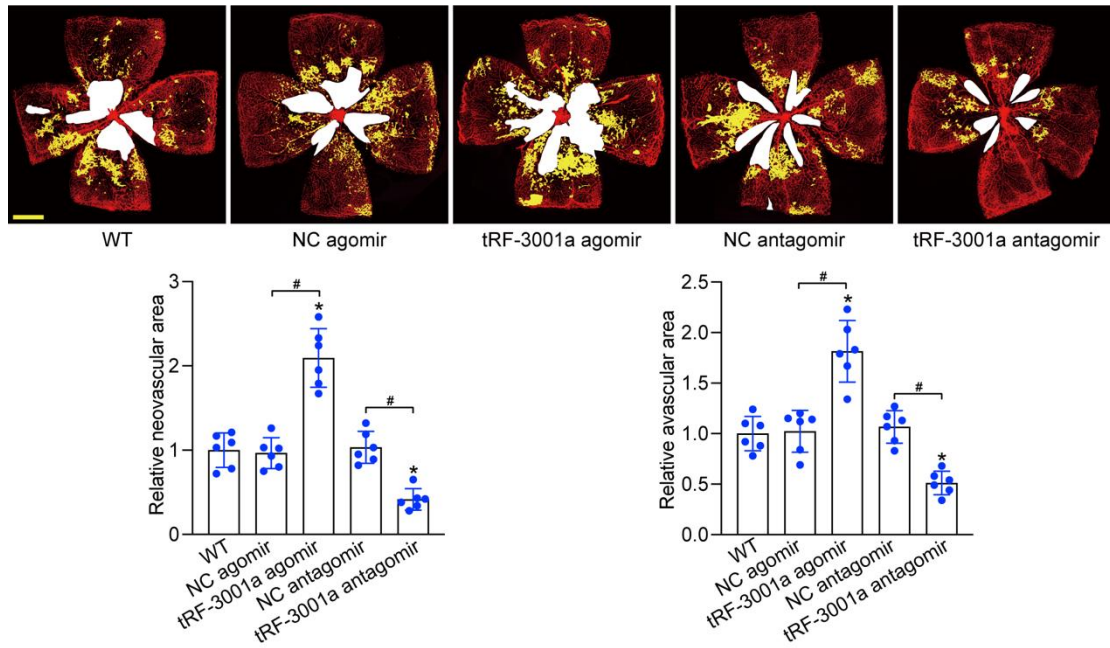 WT
NC agomir
tRF-3001a agomir
NC antagomir
tRF-3001a antagomir
Relative neovascular area
3
2
1
0
#
*
#
*
WT
NC agomir
tRF-3001a agomir
NC antagomir
tRF-3001a antagomir
Relative avascular area
2.5
2.0
1.5
1.0
0.5
0.0
#
*
#
*
WT
NC agomir
tRF-3001a agomir
NC antagomir
tRF-3001a antagomir